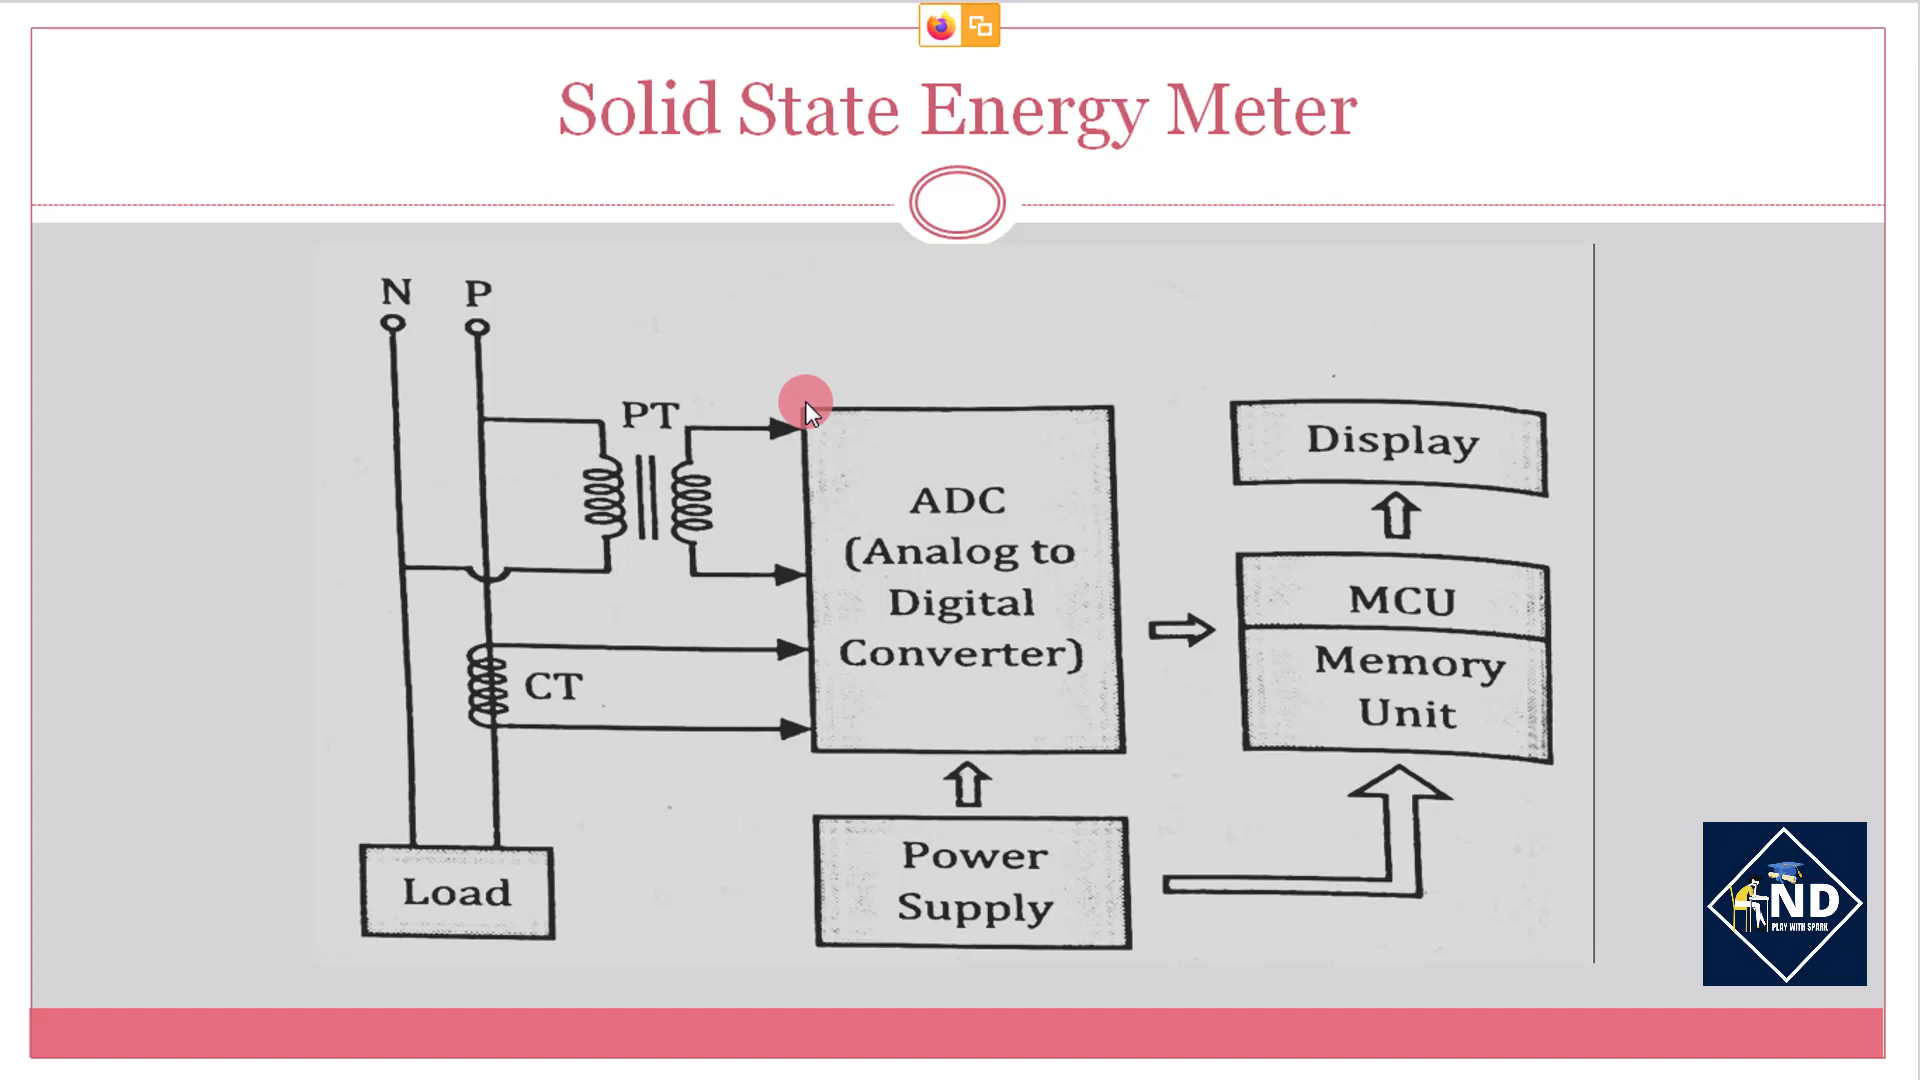 Solid State Energy Meter
N P
PT
ADC
(Analog to
Digital
Converter)
CT
Load
Power
Supply
Display
MCU
Memory
Unit
ND
PLAY WITH SPARK